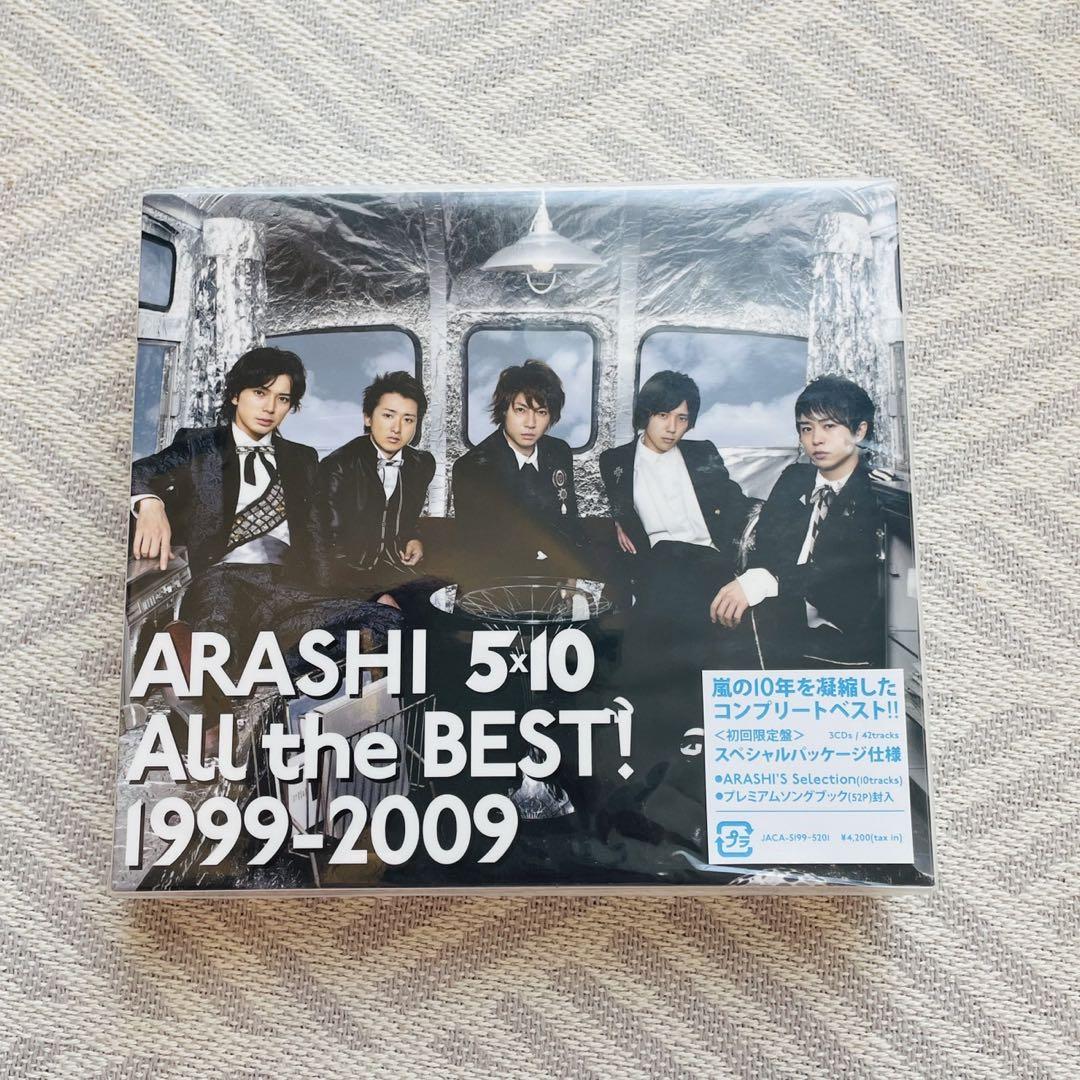 ARASHI 5×10
All the BEST!
1999-2009
嵐の10年を凝縮した
コンプリートベスト!!
＜初回限定盤＞ 3CDs / 42tracks
スペシャルパッケージ仕様
●ARASHI'S Selection(10tracks)
●プレミアムソングブック(52P)封入
プラ JACA-5199-5201 ¥4,200(tax in)